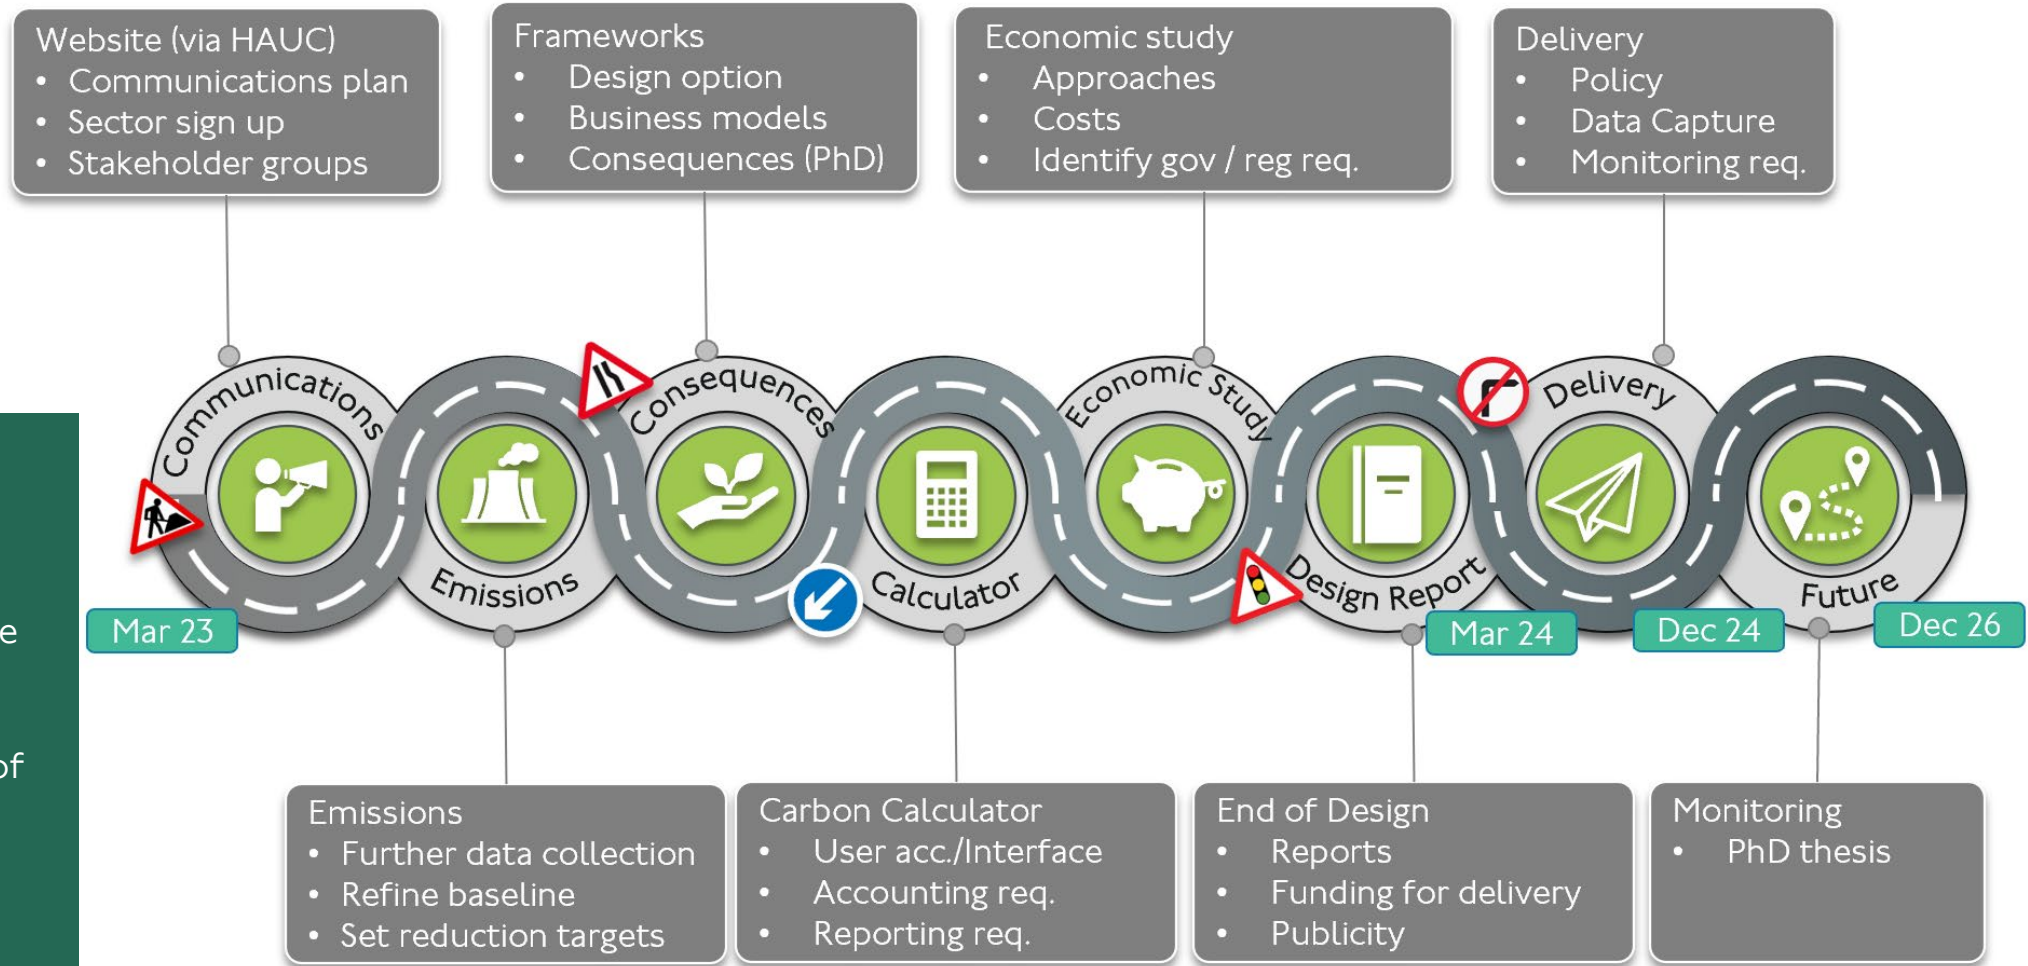 Website (via HAUC)
• Communications plan
• Sector sign up
• Stakeholder groups
Frameworks
• Design option
• Business models
• Consequences (PhD)
Economic study
• Approaches
• Costs
• Identify gov / reg req.
Delivery
• Policy
• Data Capture
• Monitoring req.
Communications
Emissions
Consequences
Calculator
Economic Study
Design Report
Delivery
Future
Mar 23
Mar 24
Dec 24
Dec 26
e
of
Emissions
• Further data collection
• Refine baseline
• Set reduction targets
Carbon Calculator
• User acc./Interface
• Accounting req.
• Reporting req.
End of Design
• Reports
• Funding for delivery
• Publicity
Monitoring
• PhD thesis